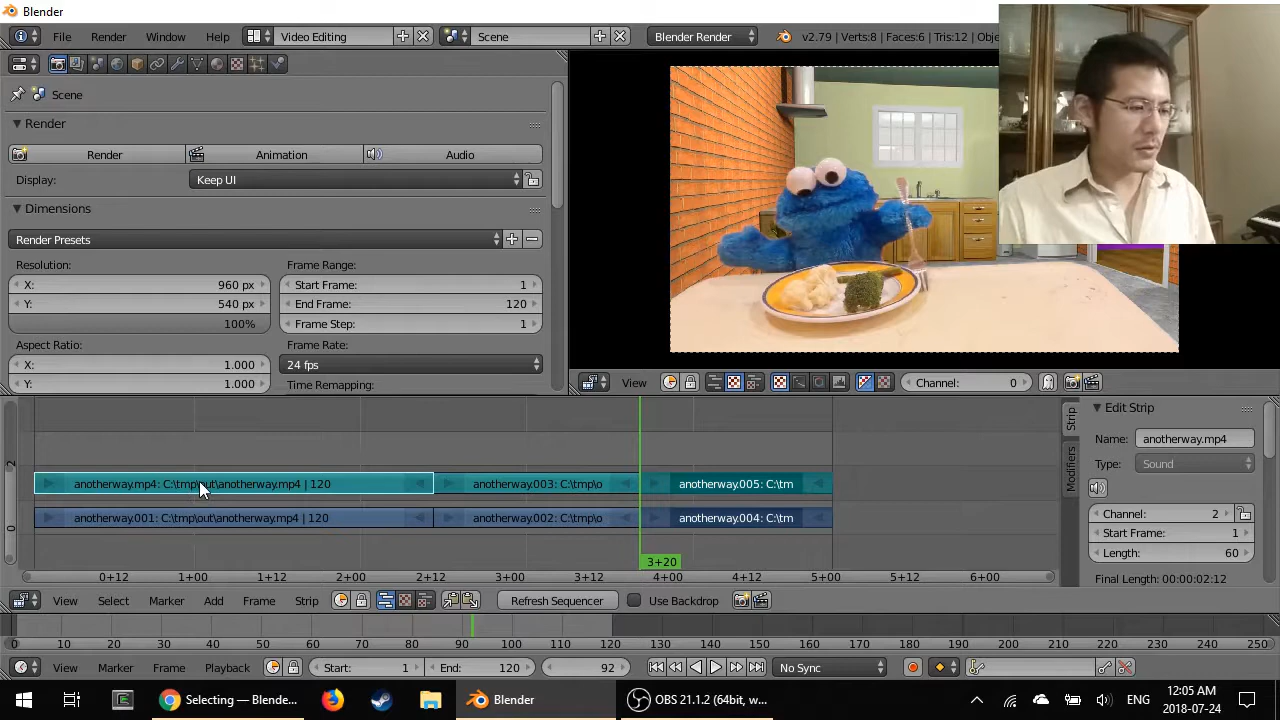 Blender
File Render Window Help Video Editing Scene Blender Render v2.79 | Verts:8 | Faces:6 | Tris:12 | Obje
Scene
Render
Render Animation Audio
Display: Keep UI
Dimensions
Render Presets
Resolution: Frame Range:
X: 960 px Start Frame: 1
Y: 540 px End Frame: 120
100% Frame Step: 1
Aspect Ratio: Frame Rate:
X: 1.000 24 fps
Y: 1.000 Time Remapping:
View Channel: 0
2
0
anotherway.mp4: C:\tmp\out\anotherway.mp4 | 120 anotherway.003: C:\tmp\o anotherway.005: C:\tm
anotherway.001: C:\tmp\out\anotherway.mp4 | 120 anotherway.002: C:\tmp\o anotherway.004: C:\tm
3+20
0+12 1+00 1+12 2+00 2+12 3+00 3+12 4+00 4+12 5+00 5+12 6+00
Strip
Modifiers
Edit Strip
Name: anotherway.mp4
Type: Sound
Channel: 2
Start Frame: 1
Length: 60
Final Length: 00:00:02:12
View Select Marker Add Frame Strip Refresh Sequencer Use Backdrop
0 10 20 30 40 50 60 70 80 90 100 110 120 130 140 150 160 170 180 190 200 210 220 230 240 250
View Marker Frame Playback Start: 1 End: 120 92 No Sync
Selecting — Blende... Blender OBS 21.1.2 (64bit, w... ENG 12:05 AM
2018-07-24